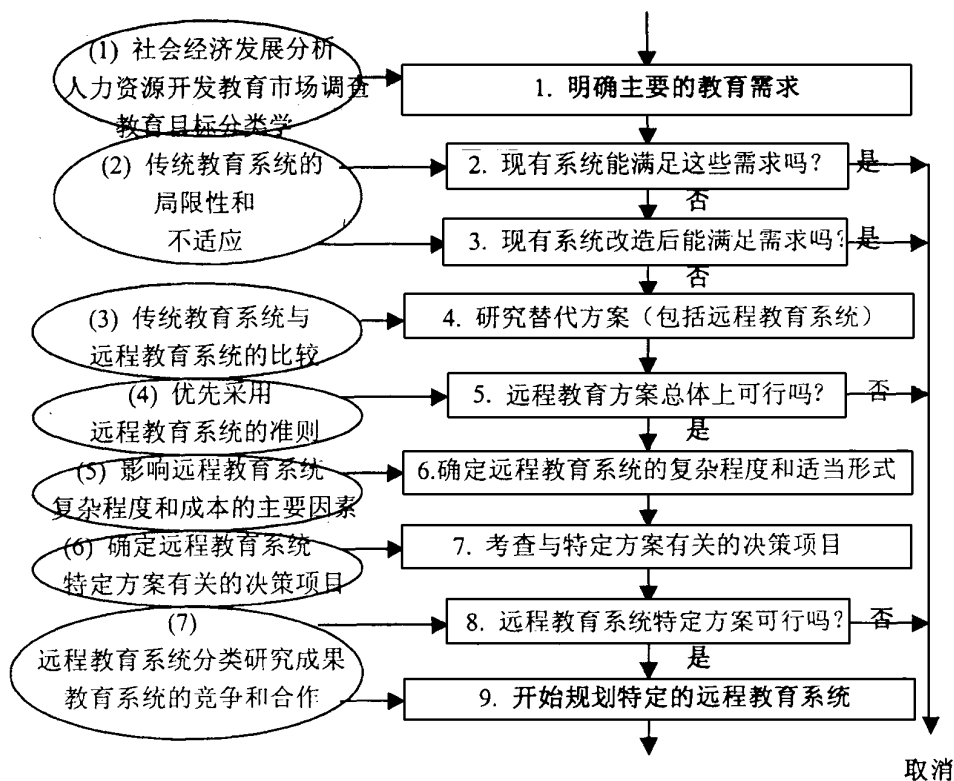 (1) 社会经济发展分析
人力资源开发教育市场调查
教育目标分类学
1. 明确主要的教育需求
(2) 传统教育系统的
局限性和
不适应
2. 现有系统能满足这些需求吗？
是
否
3. 现有系统改造后能满足需求吗？
是
否
(3) 传统教育系统与
远程教育系统的比较
4. 研究替代方案（包括远程教育系统）
(4) 优先采用
远程教育系统的准则
5. 远程教育方案总体上可行吗？
否
是
(5) 影响远程教育系统
复杂程度和成本的主要因素
6.确定远程教育系统的复杂程度和适当形式
(6) 确定远程教育系统
特定方案有关的决策项目
7. 考查与特定方案有关的决策项目
(7)
远程教育系统分类研究成果
教育系统的竞争和合作
8. 远程教育系统特定方案可行吗？
否
是
9. 开始规划特定的远程教育系统
取消